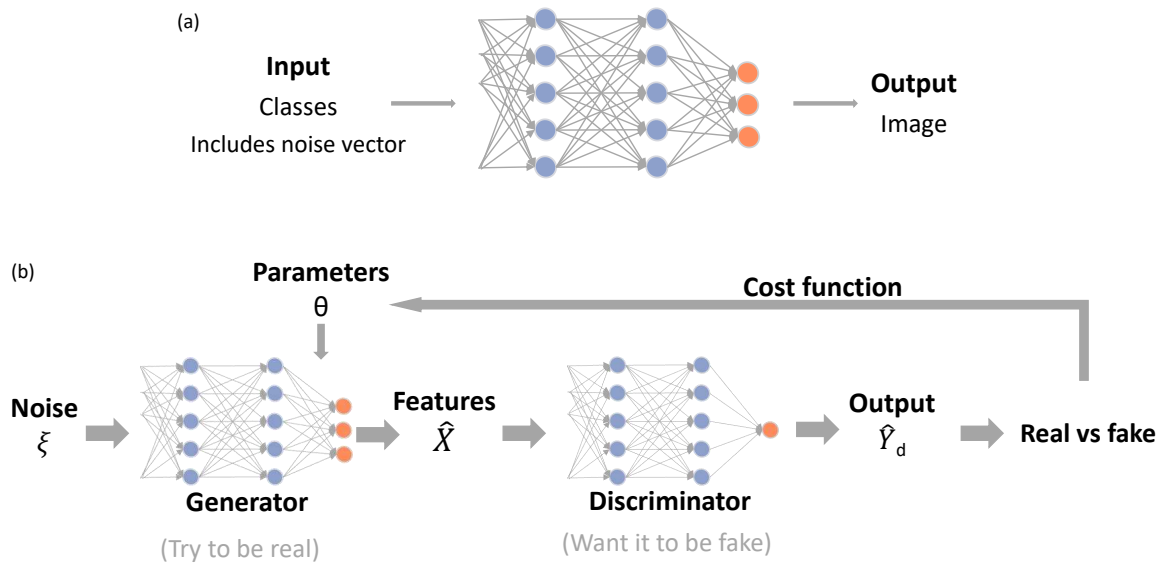 (a)
Input
Classes
Includes noise vector
Output
Image
(b)
Parameters
θ
Cost function
Noise
ξ
Generator
(Try to be real)
Features
X̂
Discriminator
(Want it to be fake)
Output
Ŷd
Real vs fake